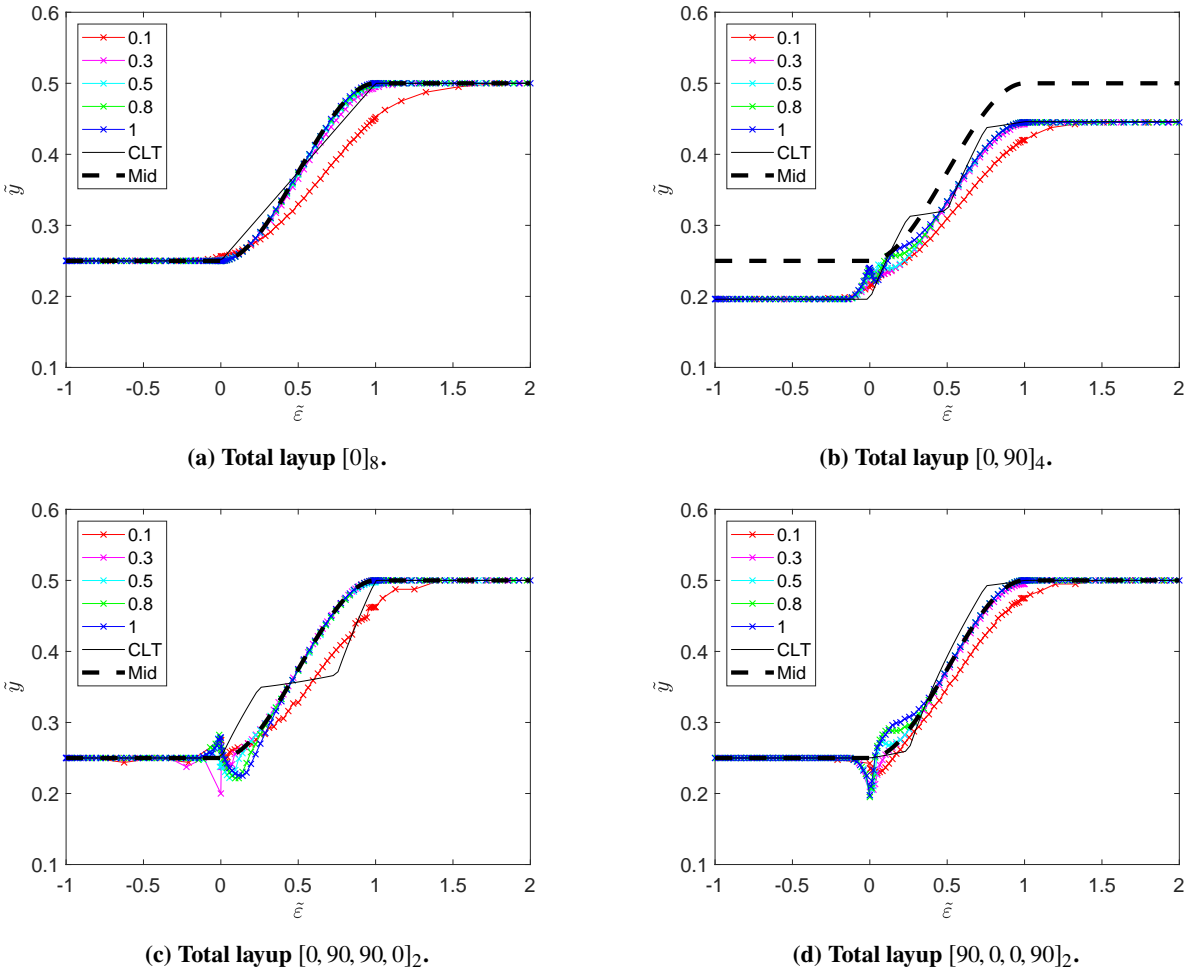 0.6
0.5
0.4
0.3
0.2
0.1
ỹ
-1 -0.5 0 0.5 1 1.5 2
ε̃
0.1
0.3
0.5
0.8
1
CLT
Mid
(a) Total layup [0]₈.
0.6
0.5
0.4
0.3
0.2
0.1
ỹ
-1 -0.5 0 0.5 1 1.5 2
ε̃
0.1
0.3
0.5
0.8
1
CLT
Mid
(b) Total layup [0, 90]₄.
0.6
0.5
0.4
0.3
0.2
0.1
ỹ
-1 -0.5 0 0.5 1 1.5 2
ε̃
0.1
0.3
0.5
0.8
1
CLT
Mid
(c) Total layup [0, 90, 90, 0]₂.
0.6
0.5
0.4
0.3
0.2
0.1
ỹ
-1 -0.5 0 0.5 1 1.5 2
ε̃
0.1
0.3
0.5
0.8
1
CLT
Mid
(d) Total layup [90, 0, 0, 90]₂.